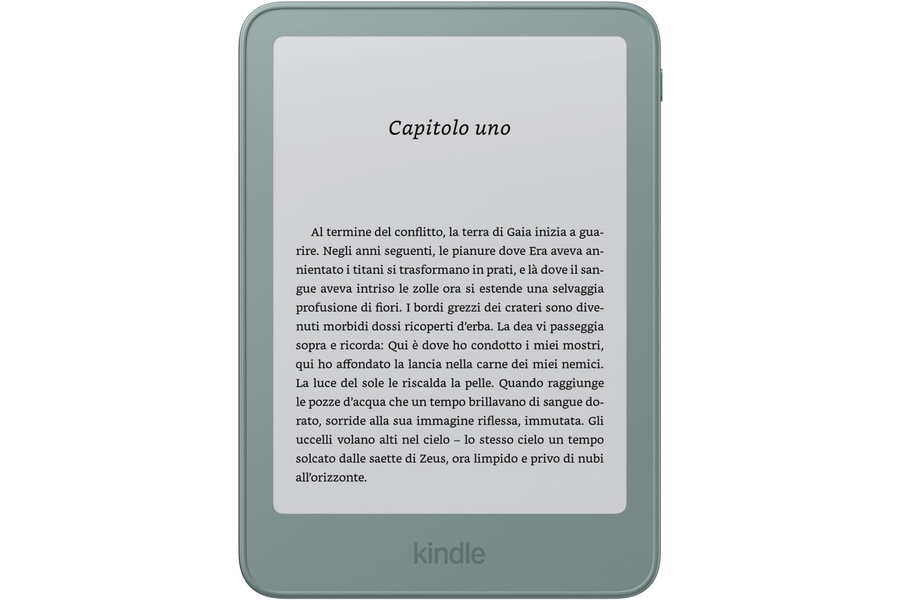 Capitolo uno
Al termine del conflitto, la terra di Gaia inizia a gua-
rire. Negli anni seguenti, le pianure dove Era aveva an-
nientato i titani si trasformano in prati, e là dove il san-
gue aveva intriso le zolle ora si estende una selvaggia
profusione di fiori. I bordi grezzi dei crateri sono dive-
nuti morbidi dossi ricoperti d'erba. La dea vi passeggia
sopra e ricorda: Qui è dove ho condotto i miei mostri,
qui ho affondato la lancia nella carne dei miei nemici.
La luce del sole le riscalda la pelle. Quando raggiunge
le pozze d'acqua che un tempo brillavano di sangue do-
rato, sorride alla sua immagine riflessa, immutata. Gli
uccelli volano alti nel cielo – lo stesso cielo un tempo
solcato dalle saette di Zeus, ora limpido e privo di nubi
all'orizzonte.
kindle